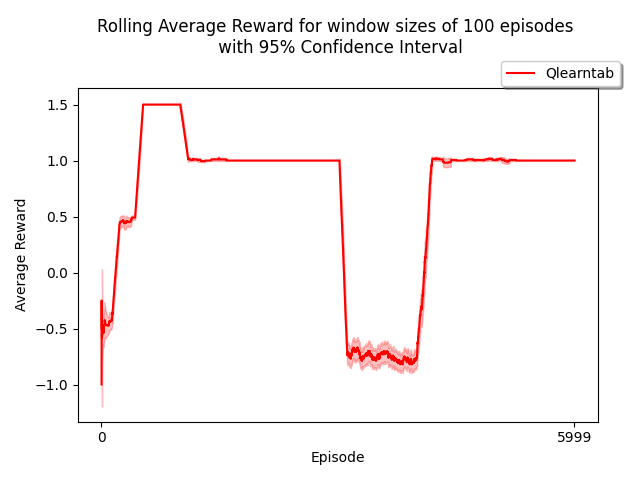 Rolling Average Reward for window sizes of 100 episodes
with 95% Confidence Interval
Qlearntab
1.5
1.0
0.5
0.0
−0.5
−1.0
Average Reward
0
5999
Episode